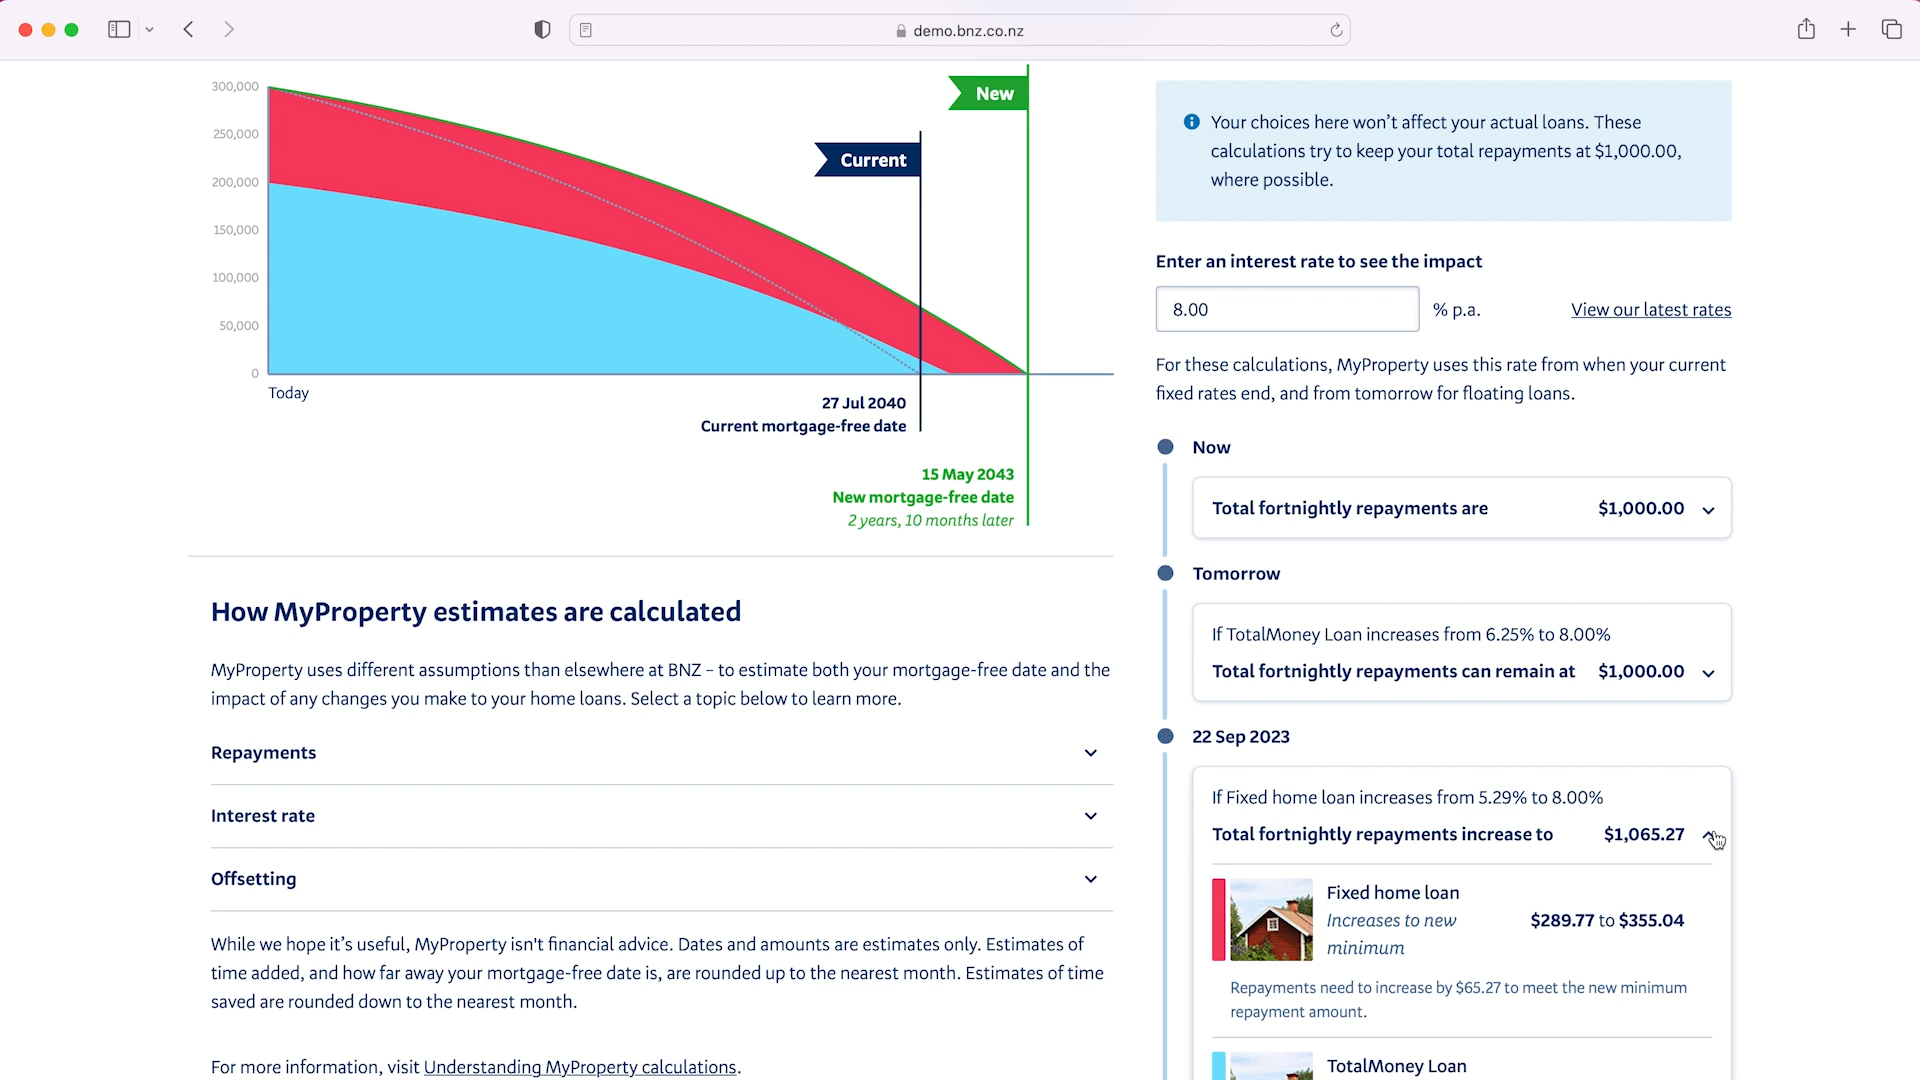 demo.bnz.co.nz
300,000
250,000
200,000
150,000
100,000
50,000
0
Today
New
Current
27 Jul 2040
Current mortgage-free date
15 May 2043
New mortgage-free date
2 years, 10 months later
How MyProperty estimates are calculated
MyProperty uses different assumptions than elsewhere at BNZ – to estimate both your mortgage-free date and the
impact of any changes you make to your home loans. Select a topic below to learn more.
Repayments
Interest rate
Offsetting
While we hope it’s useful, MyProperty isn't financial advice. Dates and amounts are estimates only. Estimates of
time added, and how far away your mortgage-free date is, are rounded up to the nearest month. Estimates of time
saved are rounded down to the nearest month.
For more information, visit Understanding MyProperty calculations.
Your choices here won’t affect your actual loans. These
calculations try to keep your total repayments at $1,000.00,
where possible.
Enter an interest rate to see the impact
8.00 % p.a. View our latest rates
For these calculations, MyProperty uses this rate from when your current
fixed rates end, and from tomorrow for floating loans.
Now
Total fortnightly repayments are $1,000.00
Tomorrow
If TotalMoney Loan increases from 6.25% to 8.00%
Total fortnightly repayments can remain at $1,000.00
22 Sep 2023
If Fixed home loan increases from 5.29% to 8.00%
Total fortnightly repayments increase to $1,065.27
Fixed home loan
Increases to new
minimum
$289.77 to $355.04
Repayments need to increase by $65.27 to meet the new minimum
repayment amount.
TotalMoney Loan